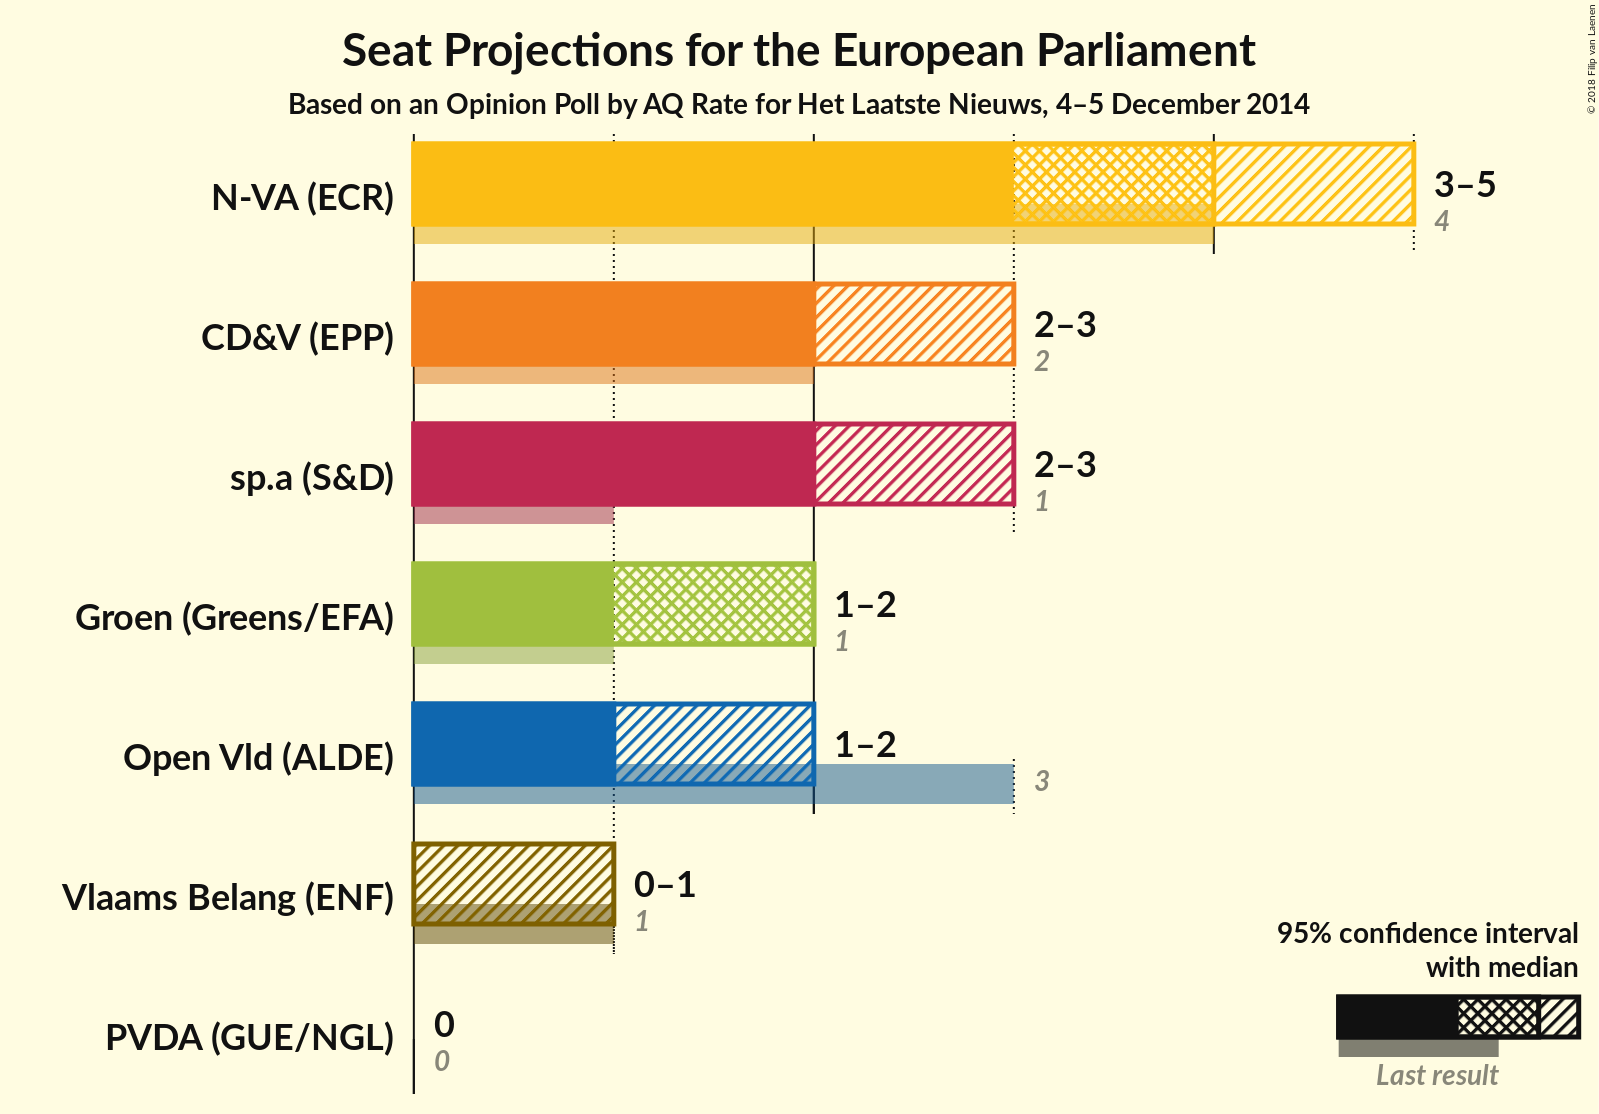 Seat Projections for the European Parliament
Based on an Opinion Poll by AQ Rate for Het Laatste Nieuws, 4–5 December 2014
© 2018 Filip van Laenen
N-VA (ECR)
3–5
4
CD&V (EPP)
2–3
2
sp.a (S&D)
2–3
1
Groen (Greens/EFA)
1–2
1
Open Vld (ALDE)
1–2
3
Vlaams Belang (ENF)
0–1
1
PVDA (GUE/NGL)
0
0
95% confidence interval
with median
Last result